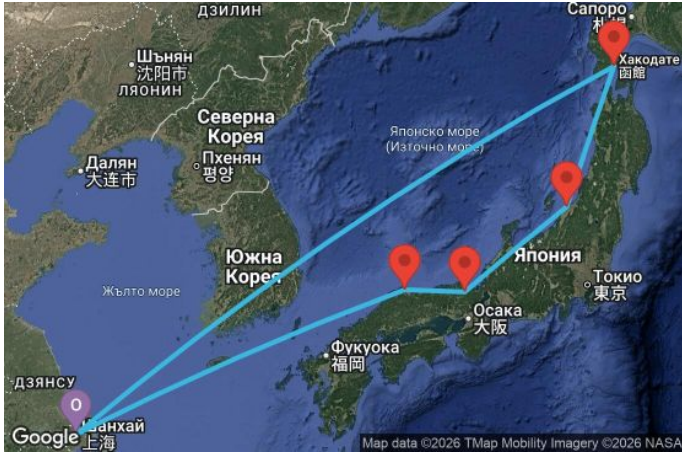 ДЗИЛИН
Сапоро
札幌
Шънян
沈阳市
ЛЯОНИН
Хакодате
函館
Северна
Корея
Японско море
(Източно море)
Далян
大连市
Пхенян
평양
Южна
Корея
Япония
Жълто море
Токио
東京
Осака
大阪
Фукуока
福岡
ДЗЯНСУ
O
Шанхай
上海
Google
Map data ©2026 TMap Mobility Imagery ©2026 NASA